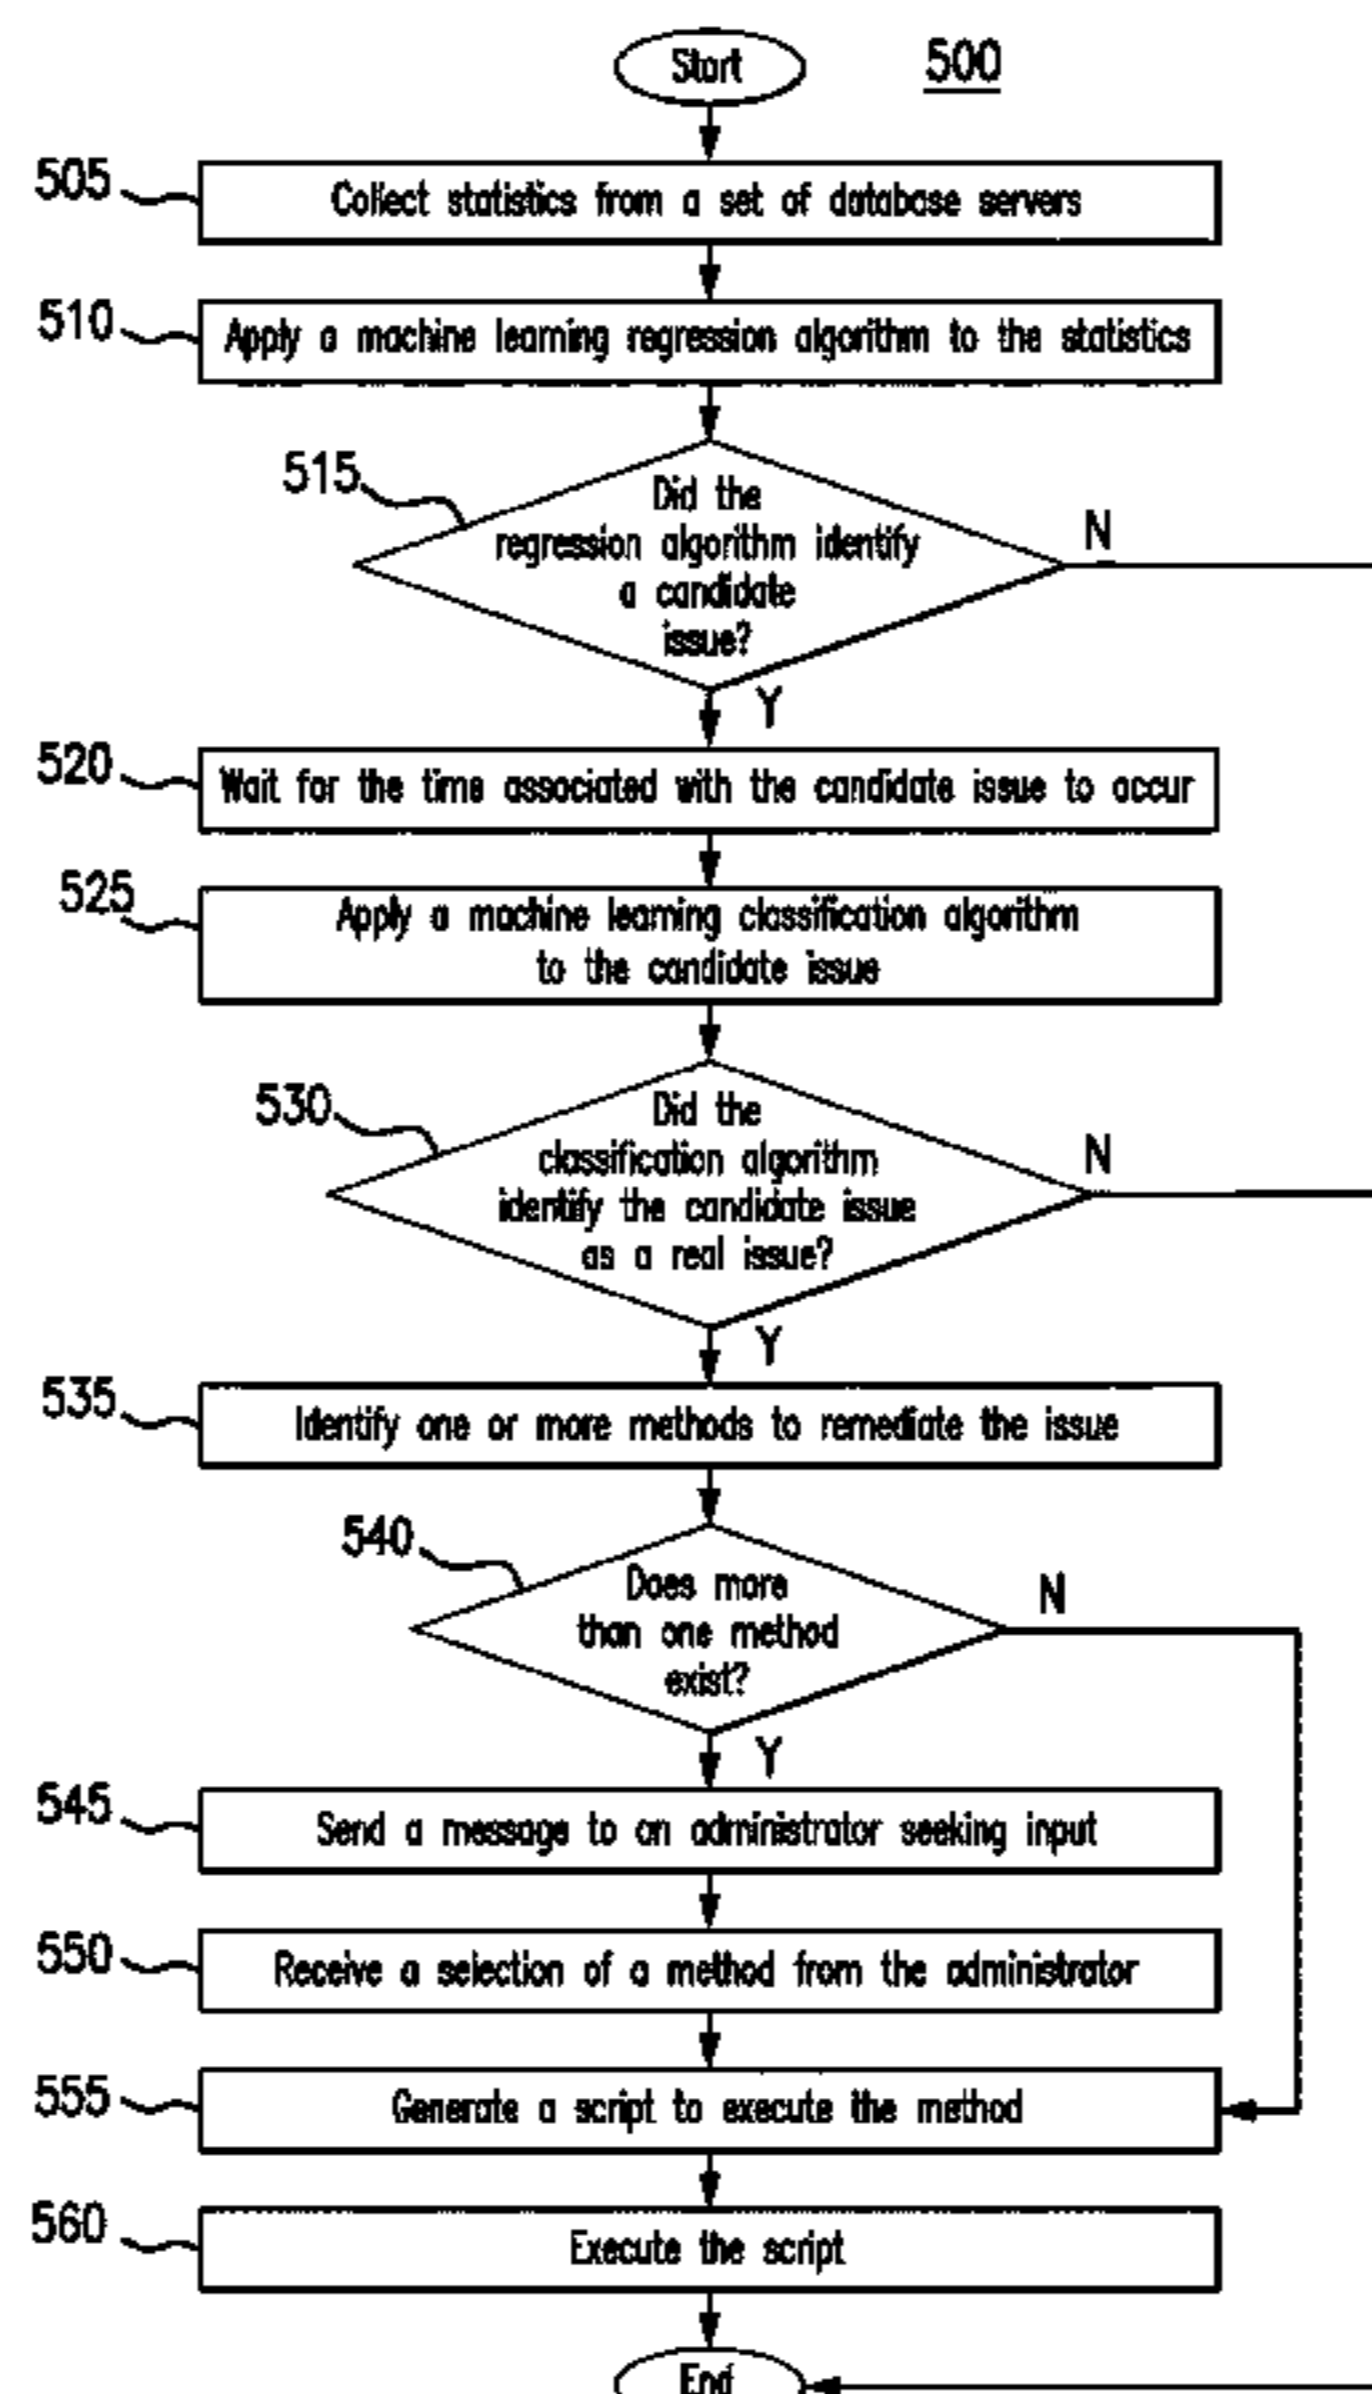 Start
500
505
Collect statistics from a set of database servers
510
Apply a machine learning regression algorithm to the statistics
515
Did the
regression algorithm identify
a candidate
issue?
N
Y
520
Wait for the time associated with the candidate issue to occur
525
Apply a machine learning classification algorithm
to the candidate issue
530
Did the
classification algorithm
identify the candidate issue
as a real issue?
N
Y
535
Identify one or more methods to remediate the issue
540
Does more
than one method
exist?
N
Y
545
Send a message to an administrator seeking input
550
Receive a selection of a method from the administrator
555
Generate a script to execute the method
560
Execute the script
End